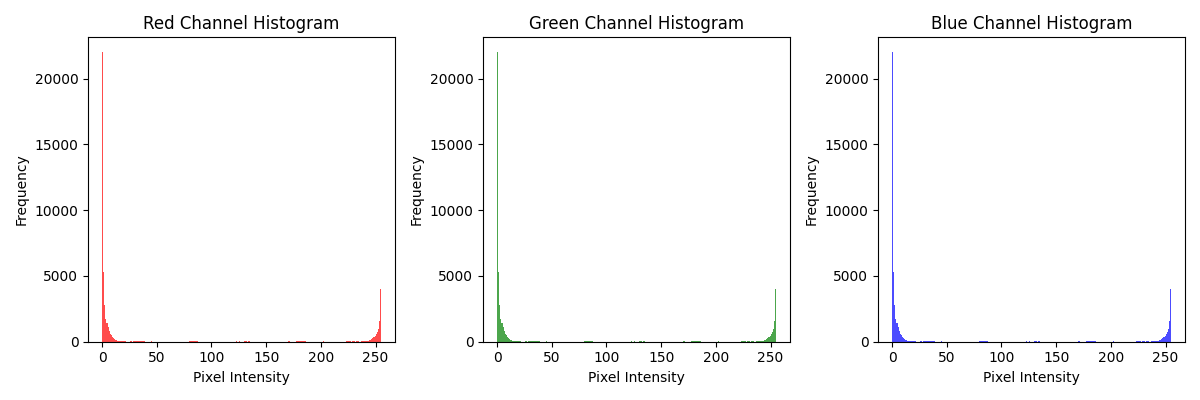 Red Channel Histogram
Frequency
20000
15000
10000
5000
0
0 50 100 150 200 250
Pixel Intensity
Green Channel Histogram
Frequency
20000
15000
10000
5000
0
0 50 100 150 200 250
Pixel Intensity
Blue Channel Histogram
Frequency
20000
15000
10000
5000
0
0 50 100 150 200 250
Pixel Intensity